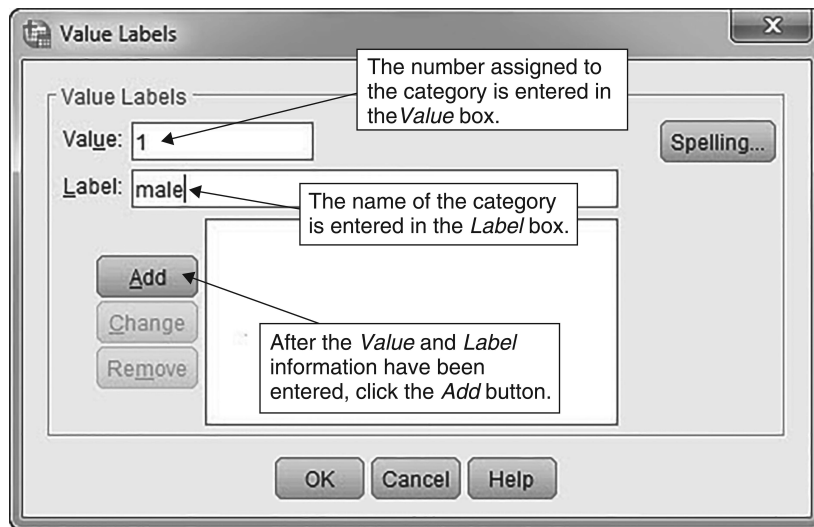 Value Labels
The number assigned to
the category is entered in
theValue box.
Value Labels
Value: 1
Spelling...
Label: male
The name of the category
is entered in the Label box.
Add
Change
Remove
After the Value and Label
information have been
entered, click the Add button.
OK Cancel Help